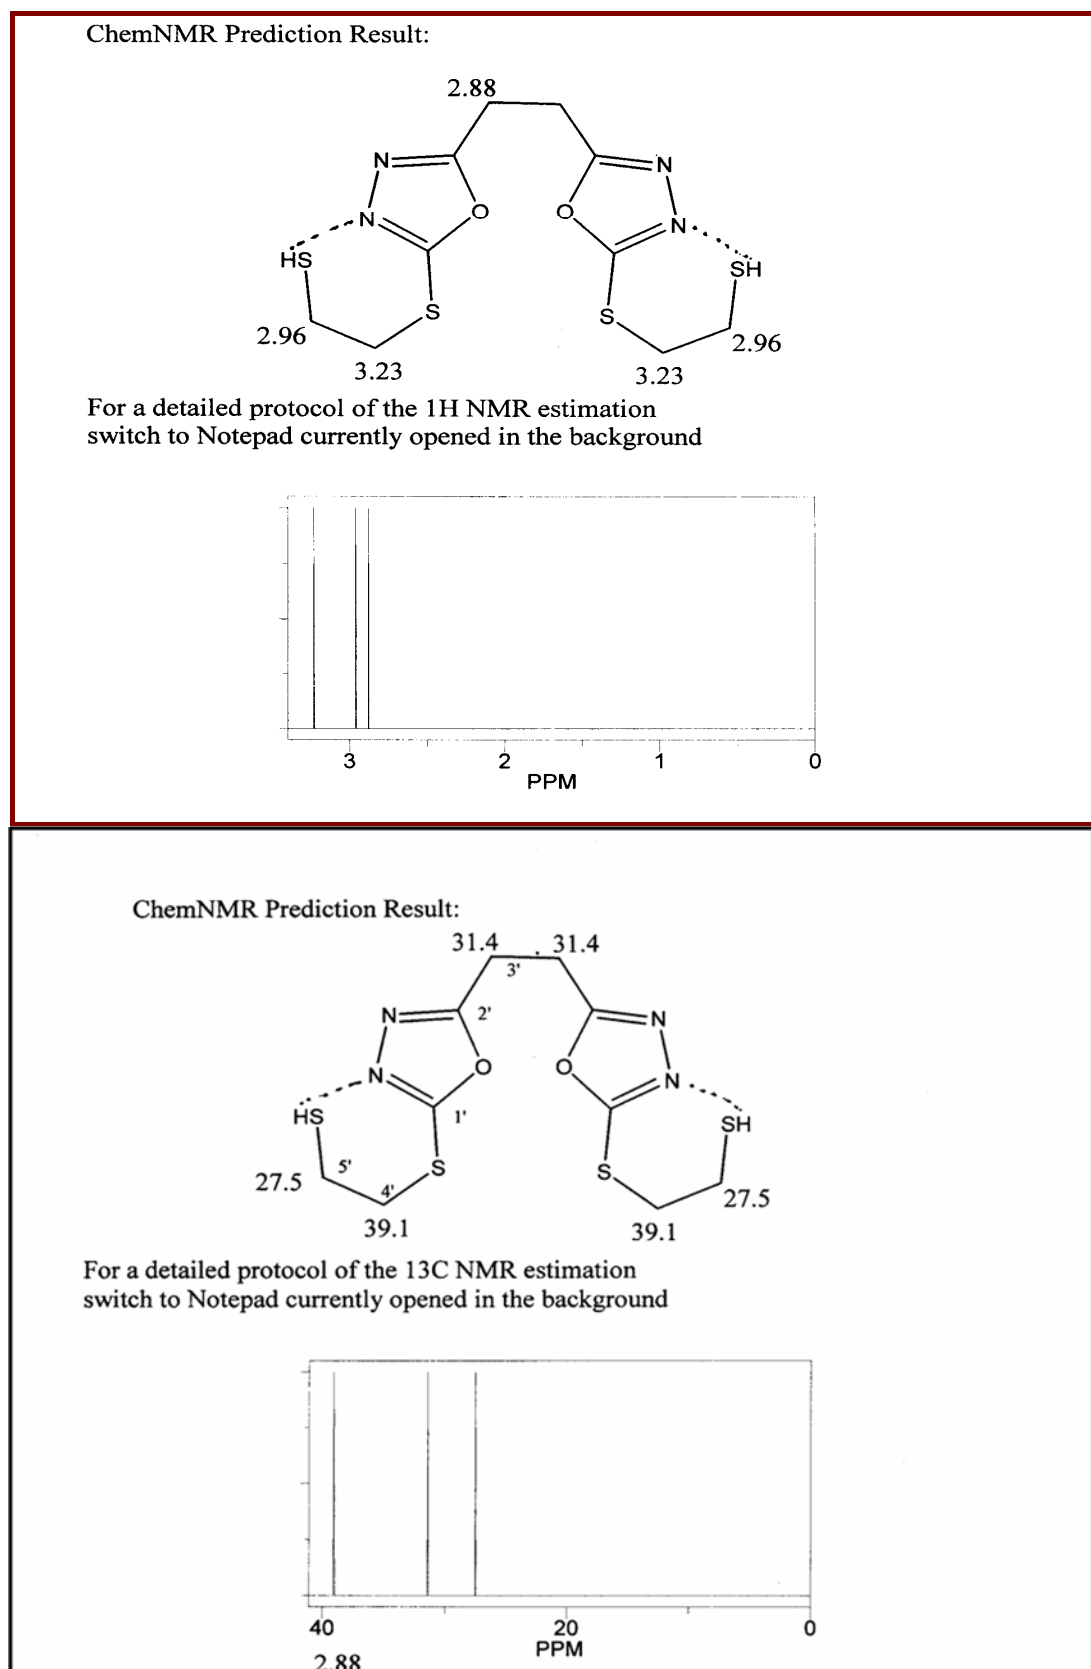 ChemNMR Prediction Result:
2.88
N N
O O
N N
HS SH
S S
2.96 2.96
3.23 3.23
For a detailed protocol of the 1H NMR estimation
switch to Notepad currently opened in the background
3 2 1 0
PPM
ChemNMR Prediction Result:
31.4 31.4
3'
N 2' N
O O
N N
HS 1' SH
S S
5'
27.5 4' 27.5
39.1 39.1
For a detailed protocol of the 13C NMR estimation
switch to Notepad currently opened in the background
40 20 0
PPM
2.88